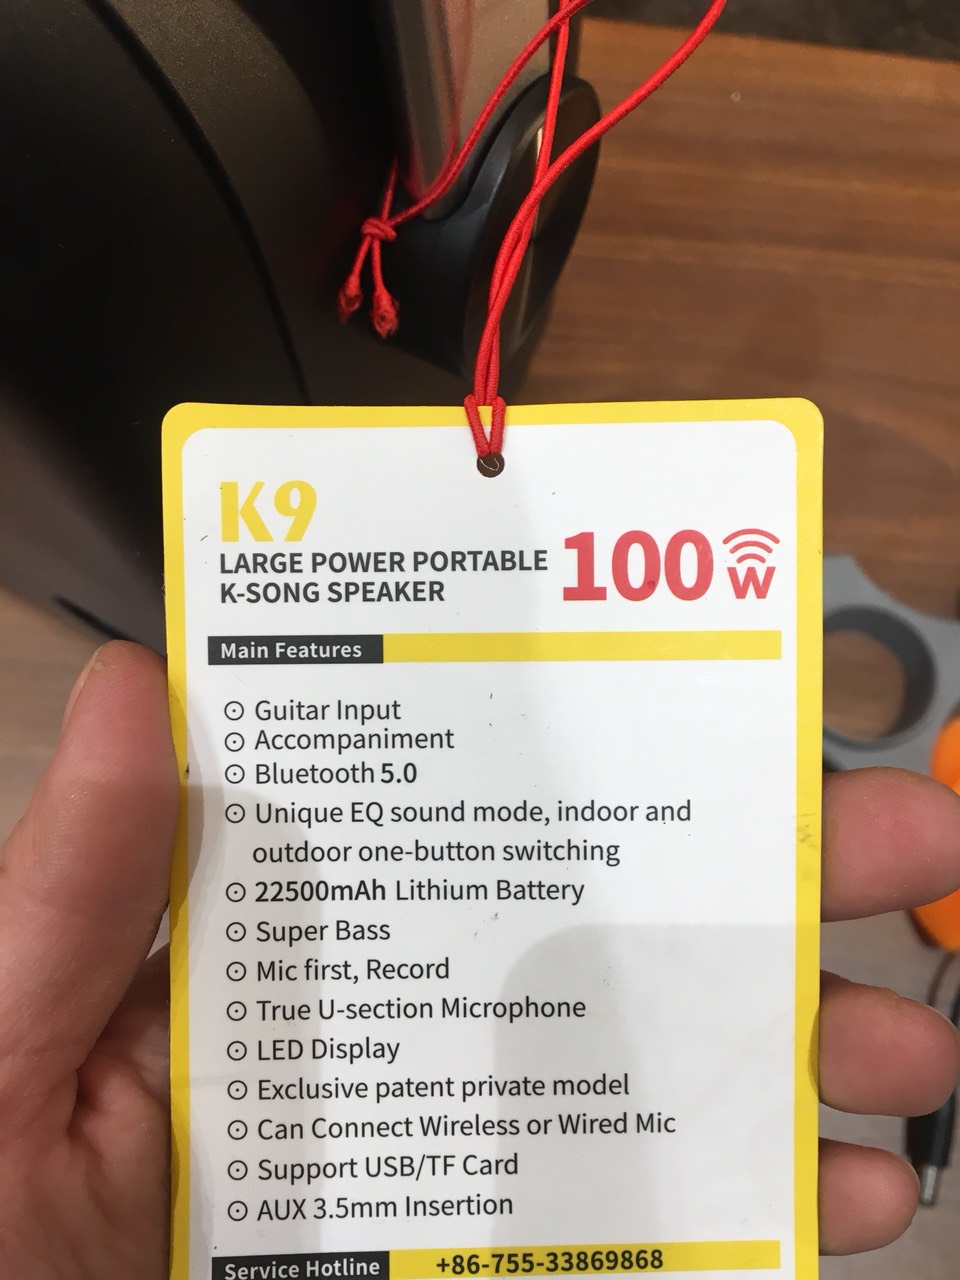 K9
LARGE POWER PORTABLE
K-SONG SPEAKER
100 W
Main Features
Guitar Input
Accompaniment
Bluetooth 5.0
Unique EQ sound mode, indoor and
outdoor one-button switching
22500mAh Lithium Battery
Super Bass
Mic first, Record
True U-section Microphone
LED Display
Exclusive patent private model
Can Connect Wireless or Wired Mic
Support USB/TF Card
AUX 3.5mm Insertion
Service Hotline +86-755-33869868